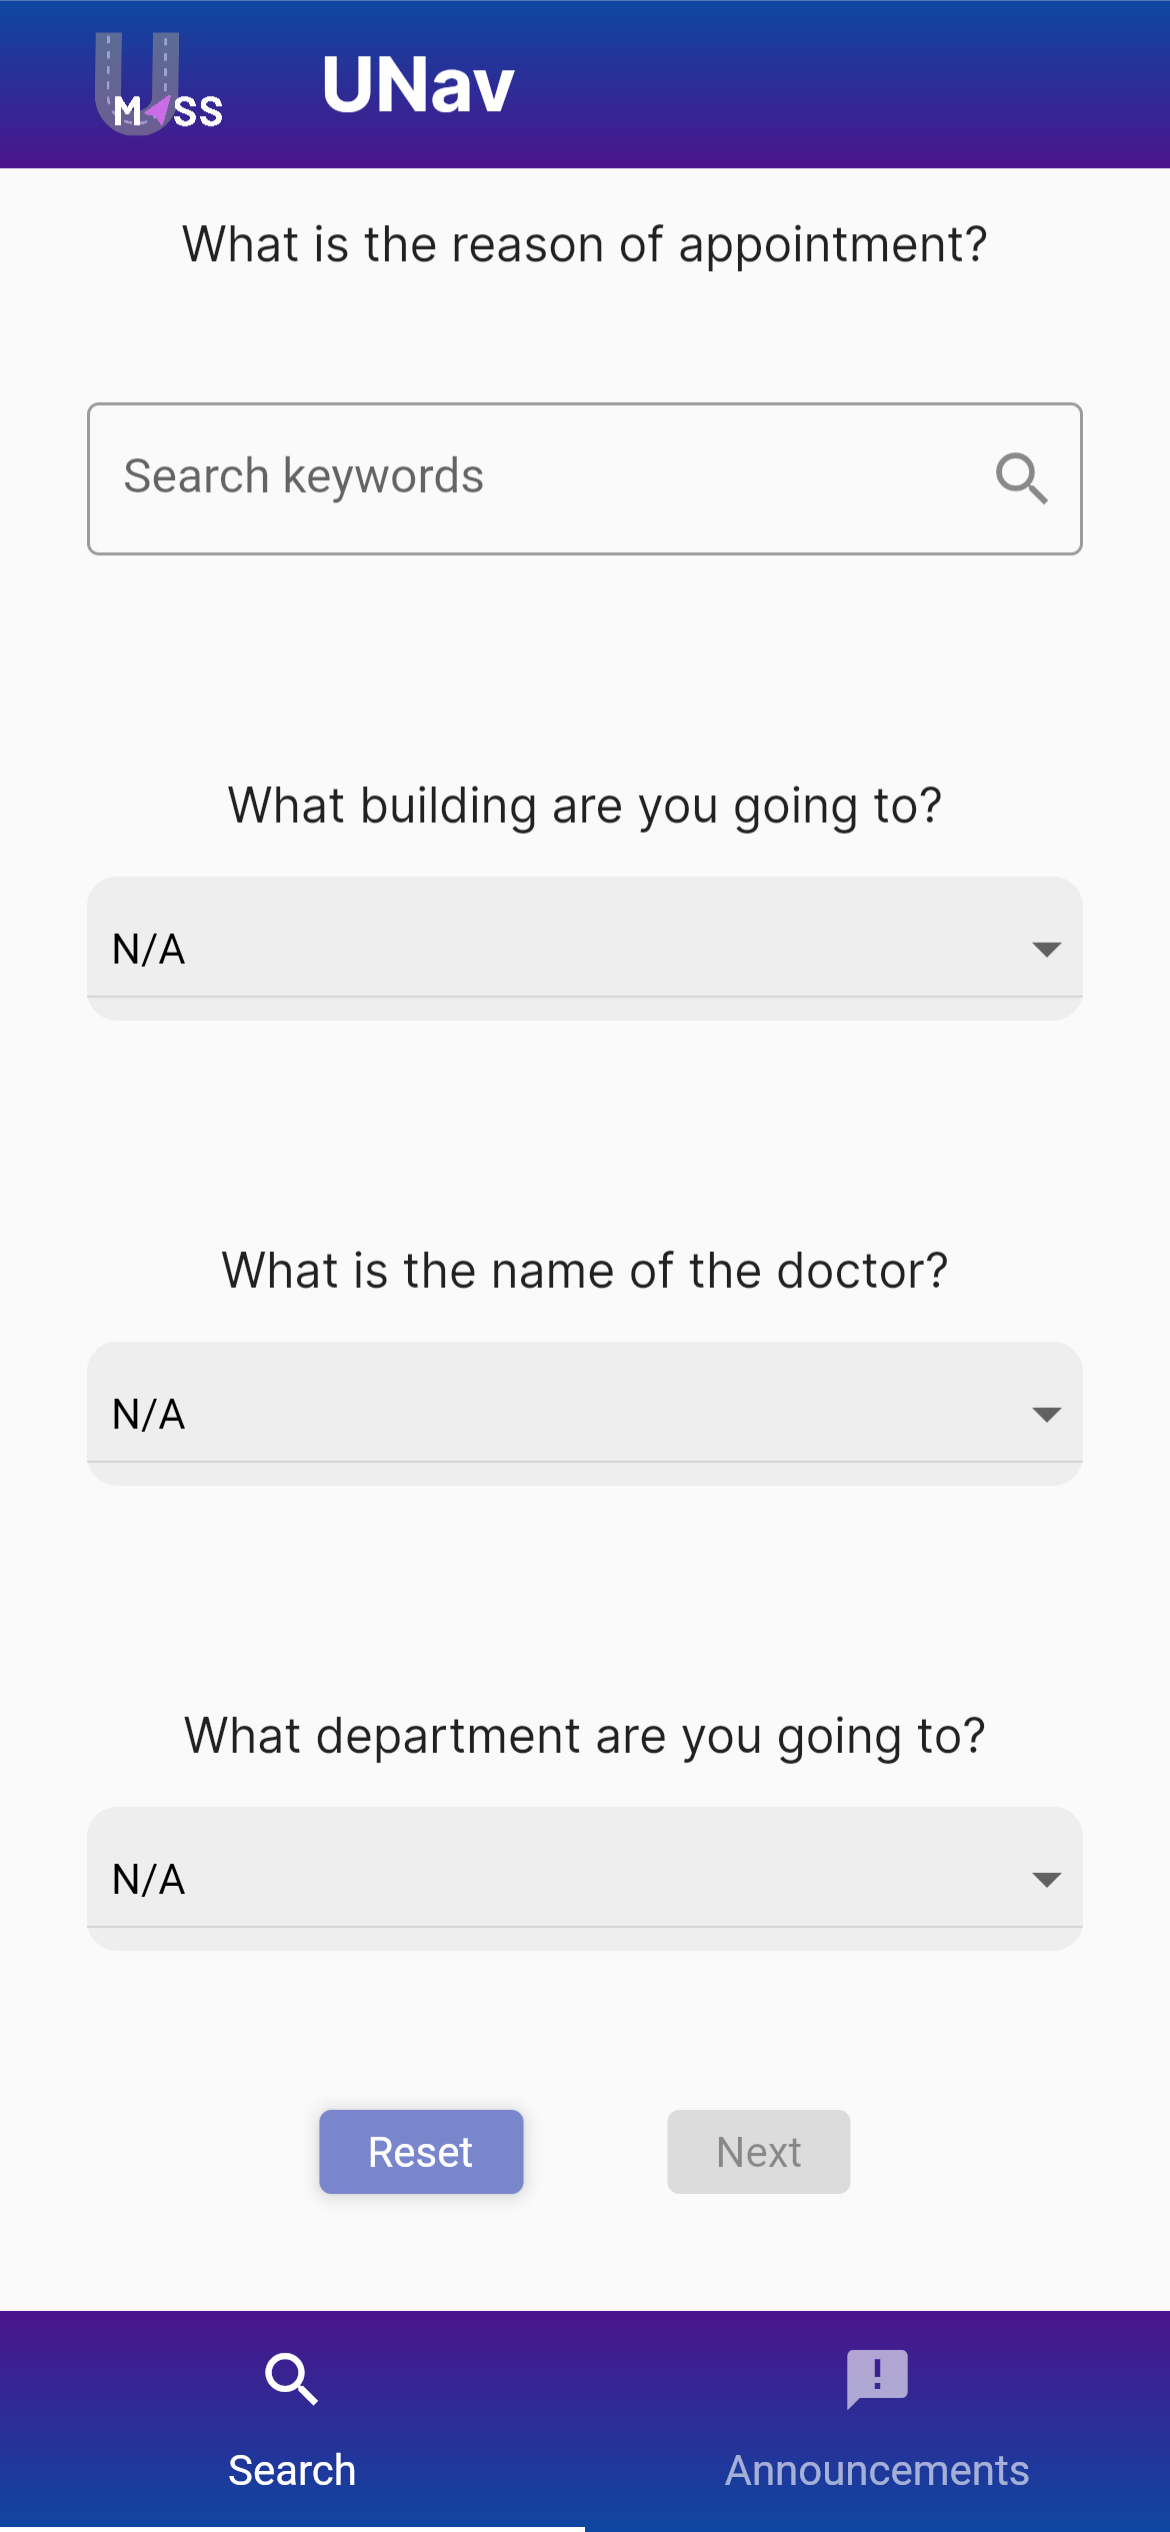 UMASS
UNav
What is the reason of appointment?
Search keywords
What building are you going to?
N/A
What is the name of the doctor?
N/A
What department are you going to?
N/A
Reset
Next
Search
Announcements